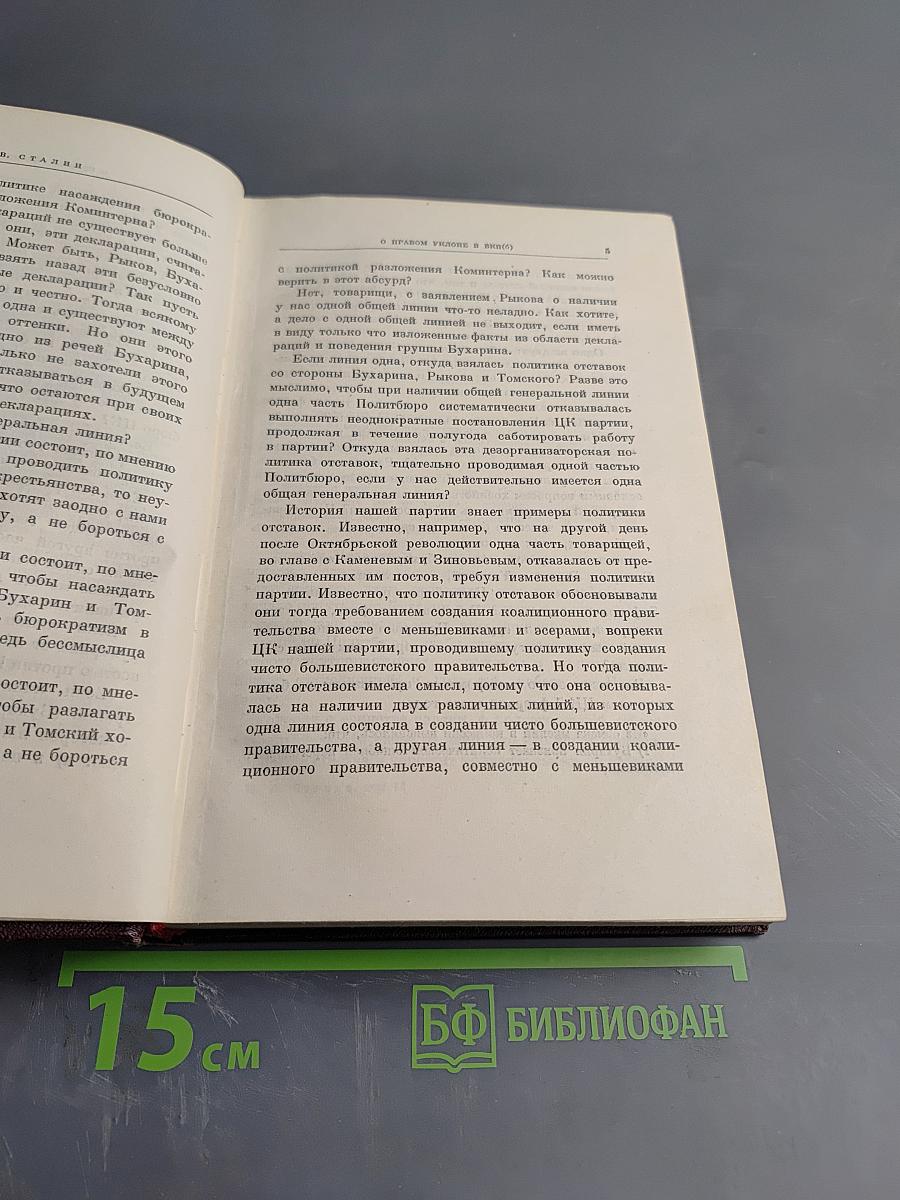 В. СТАЛИН
литике насаждения бюрокра-
ложения Коминтерна?
араций не существует больше
они, эти декларации, счита-
Может быть, Рыков, Буха-
взять назад эти безусловно
ые декларации? Так пусть
о и честно. Тогда всякому
одна и существуют между
оттенки. Но они этого
дно из речей Бухарина,
олько не захотели этого
отказываться в будущем
что остаются при своих
декларациях.
еральная линия?
ии состоит, по мнению
проводить политику
крестьянства, то неу-
хотят заодно с нами
у, а не бороться с
и состоит, по мне-
чтобы насаждать
Бухарин и Том-
бюрократизм в
едь бессмыслица
остоит, по мне-
обы разлагать
и Томский хо-
а не бороться
О ПРАВОМ УКЛОНЕ В ВКП(б) 5
с политикой разложения Коминтерна? Как можно
верить в этот абсурд?
Нет, товарищи, с заявлением Рыкова о наличии
у нас одной общей линии что-то неладно. Как хотите,
а дело с одной общей линией не выходит, если иметь
в виду только что изложенные факты из области декла-
раций и поведения группы Бухарина.
Если линия одна, откуда взялась политика отставок
со стороны Бухарина, Рыкова и Томского? Разве это
мыслимо, чтобы при наличии общей генеральной линии
одна часть Политбюро систематически отказывалась
выполнять неоднократные постановления ЦК партии,
продолжая в течение полугода саботировать работу
в партии? Откуда взялась эта дезорганизаторская по-
литика отставок, тщательно проводимая одной частью
Политбюро, если у нас действительно имеется одна
общая генеральная линия?
История нашей партии знает примеры политики
отставок. Известно, например, что на другой день
после Октябрьской революции одна часть товарищей,
во главе с Каменевым и Зиновьевым, отказалась от пре-
доставленных им постов, требуя изменения политики
партии. Известно, что политику отставок обосновывали
они тогда требованием создания коалиционного прави-
тельства вместе с меньшевиками и эсерами, вопреки
ЦК нашей партии, проводившему политику создания
чисто большевистского правительства. Но тогда поли-
тика отставок имела смысл, потому что она основыва-
лась на наличии двух различных линий, из которых
одна линия состояла в создании чисто большевистского
правительства, а другая линия — в создании коали-
ционного правительства, совместно с меньшевиками
15 см
БФ БИБЛИОФАН